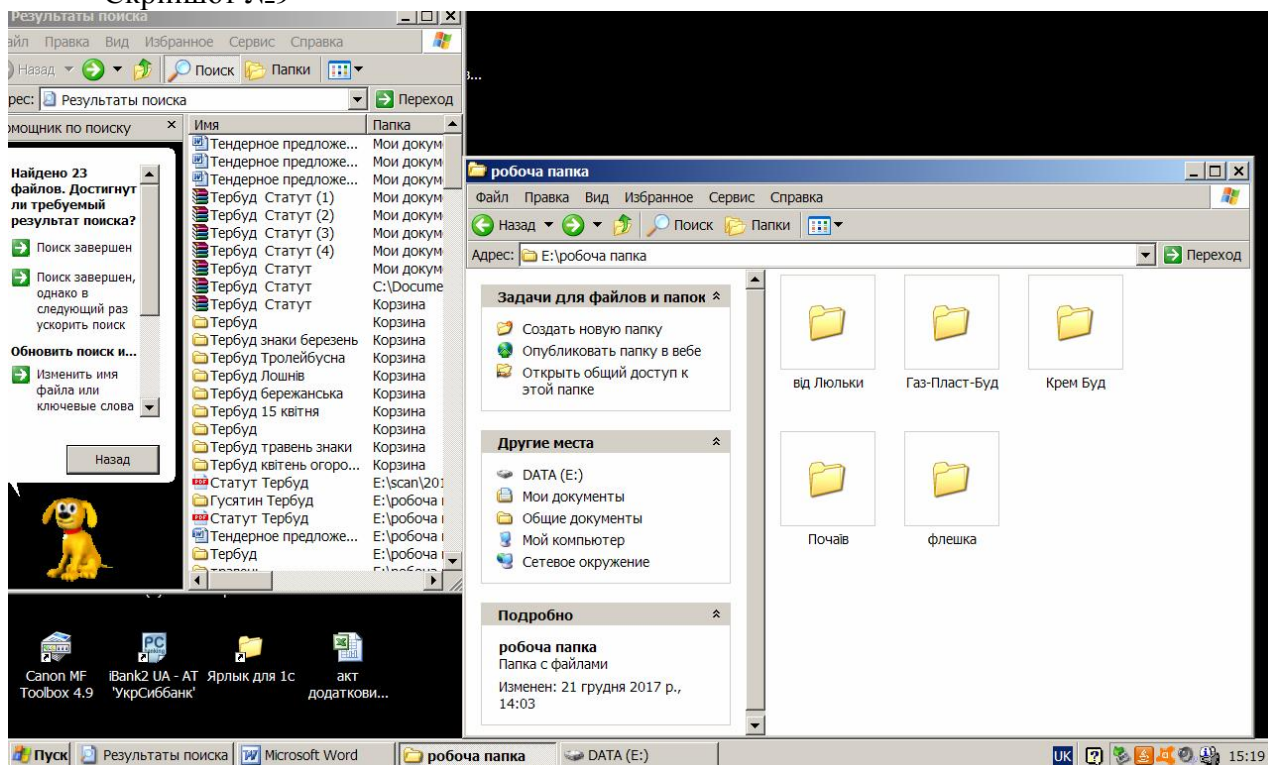 Скріншот №9
Результаты поиска
Правка Вид Избранное Сервис Справка
Назад Поиск Папки
Результаты поиска Переход
Имя Папка
Найдено 23
файлов. Достигнут
ли требуемый
результат поиска?
Поиск завершен
Поиск завершен,
однако в
следующий раз
ускорить поиск
Обновить поиск и...
Изменить имя
файла или
ключевые слова
Назад
Тендерное предложе... Мои докум
Тендерное предложе... Мои докум
Тендерное предложе... Мои докум
Тербуд Статут (1) Мои докум
Тербуд Статут (2) Мои докум
Тербуд Статут (3) Мои докум
Тербуд Статут (4) Мои докум
Тербуд Статут Мои докум
Тербуд Статут C:\Docume
Тербуд Статут Корзина
Тербуд Корзина
Тербуд знаки березень Корзина
Тербуд Тролейбусна Корзина
Тербуд Лошнів Корзина
Тербуд бережанська Корзина
Тербуд 15 квітня Корзина
Тербуд Корзина
Тербуд травень знаки Корзина
Тербуд квітень огоро... Корзина
Статут Тербуд E:\scan\201
Гусятин Тербуд E:\робоча
Статут Тербуд E:\робоча
Тендерное предложе... E:\робоча
Тербуд E:\робоча
робоча папка
Файл Правка Вид Избранное Сервис Справка
Назад Поиск Папки
Адрес: E:\робоча папка Переход
Задачи для файлов и папок
Создать новую папку
Опубликовать папку в вебе
Открыть общий доступ к
этой папке
Другие места
DATA (E:)
Мои документы
Общие документы
Мой компьютер
Сетевое окружение
Подробно
робоча папка
Папка с файлами
Изменен: 21 грудня 2017 р.,
14:03
від Люльки Газ-Пласт-Буд Крем Буд
Почаїв флешка
Canon MF
Toolbox 4.9
iBank2 UA - АТ
'УкрСиббанк'
Ярлык для 1с
акт
додаткови...
Пуск Результаты поиска Microsoft Word робоча папка DATA (E:) UK 15:19